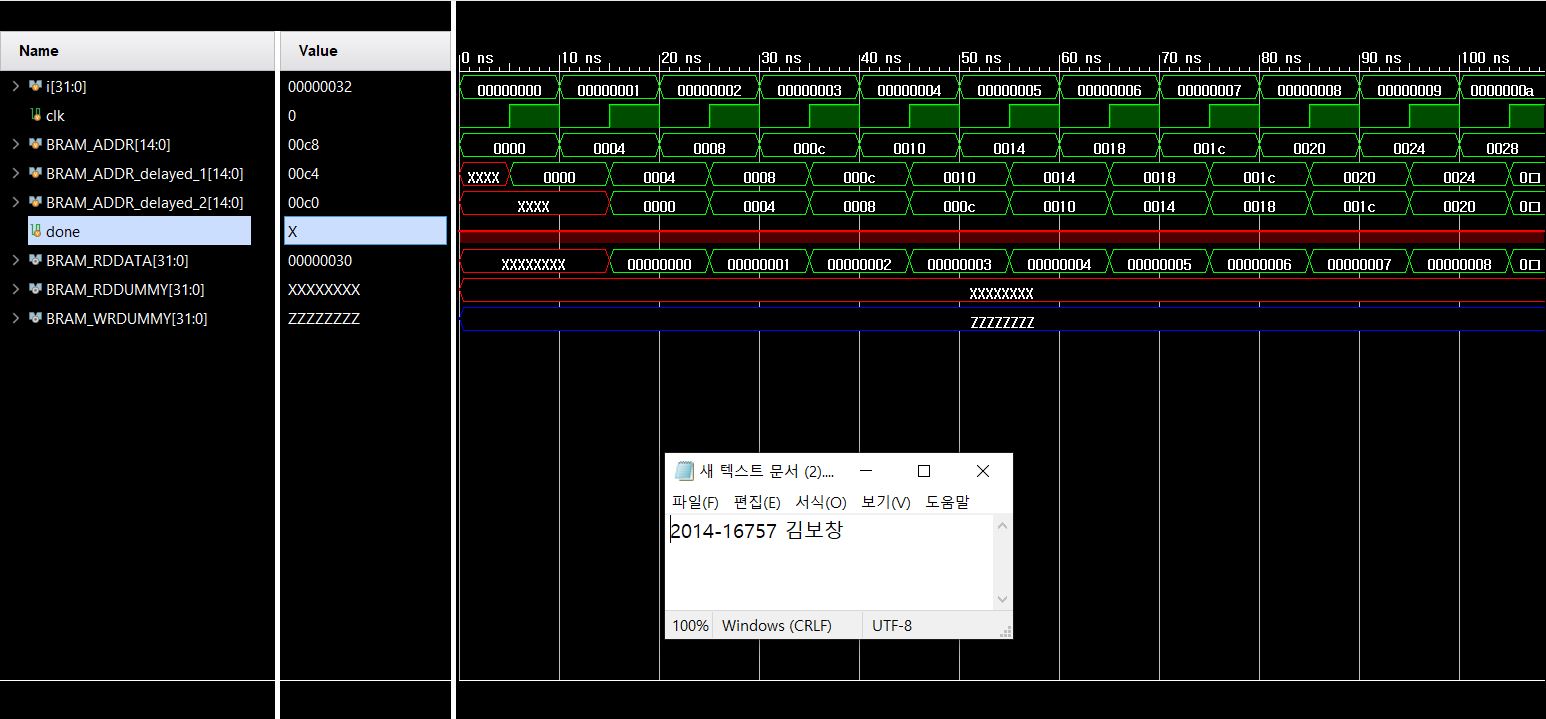 Name Value
0 ns 10 ns 20 ns 30 ns 40 ns 50 ns 60 ns 70 ns 80 ns 90 ns 100 ns
i[31:0] 00000032 00000000 00000001 00000002 00000003 00000004 00000005 00000006 00000007 00000008 00000009 0000000a
clk 0
BRAM_ADDR[14:0] 00c8 0000 0004 0008 000c 0010 0014 0018 001c 0020 0024 0028
BRAM_ADDR_delayed_1[14:0] 00c4 XXXX 0000 0004 0008 000c 0010 0014 0018 001c 0020 0024 0□
BRAM_ADDR_delayed_2[14:0] 00c0 XXXX 0000 0004 0008 000c 0010 0014 0018 001c 0020 0□
done X
BRAM_RDDATA[31:0] 00000030 XXXXXXXX 00000000 00000001 00000002 00000003 00000004 00000005 00000006 00000007 00000008 0□
BRAM_RDDUMMY[31:0] XXXXXXXX XXXXXXXX
BRAM_WRDUMMY[31:0] ZZZZZZZZ ZZZZZZZZ
새 텍스트 문서 (2)....
파일(F) 편집(E) 서식(O) 보기(V) 도움말
2014-16757 김보창
100% Windows (CRLF) UTF-8